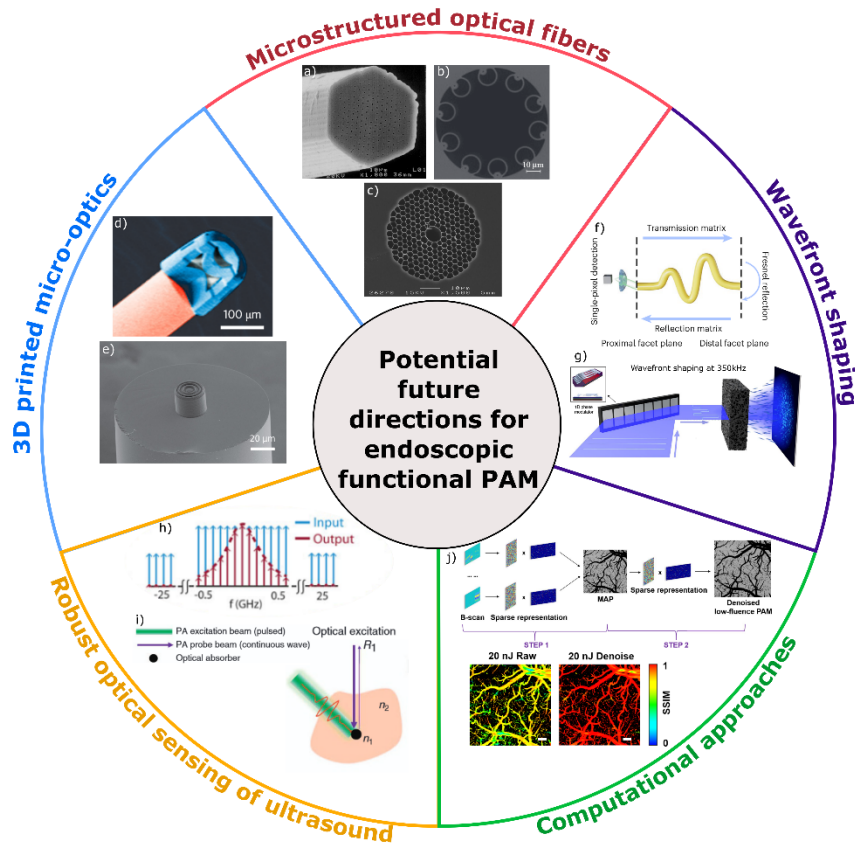 Microstructured optical fibers
a)
b)
10 μm
c)
3D printed micro-optics
d)
100 μm
e)
20 μm
Wavefront shaping
f)
Transmission matrix
Single-pixel detection
Fresnel reflection
Reflection matrix
Proximal facet plane
Distal facet plane
g)
Wavefront shaping at 350kHz
Potential
future
directions for
endoscopic
functional PAM
Robust optical sensing of ultrasound
h)
Input
Output
-25
-0.5
0.5
25
f (GHz)
i)
PA excitation beam (pulsed)
PA probe beam (continuous wave)
Optical absorber
Optical excitation
R1
n2
n1
Computational approaches
j)
x
x
x
B-scan
Sparse representation
MAP
Sparse representation
Denoised
low-fluence PAM
STEP 1
STEP 2
20 nJ Raw
20 nJ Denoise
1
SSIM
0